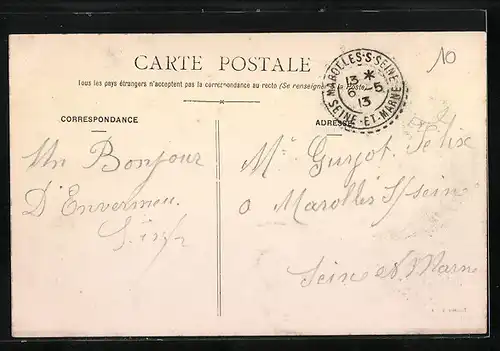 CARTE POSTALE
Tous les pays étrangers n'acceptent pas la correspondance au recto (Se renseigner à la Poste)
MAROLLES-S-SEINE
13 *
6 -5
13
SEINE-ET-MARNE
10
CORRESPONDANCE
ADRESSE
Un Bonjour
D'Envermeu
Mr Guyot Félix
à Marolles S/seine
Seine et Marne